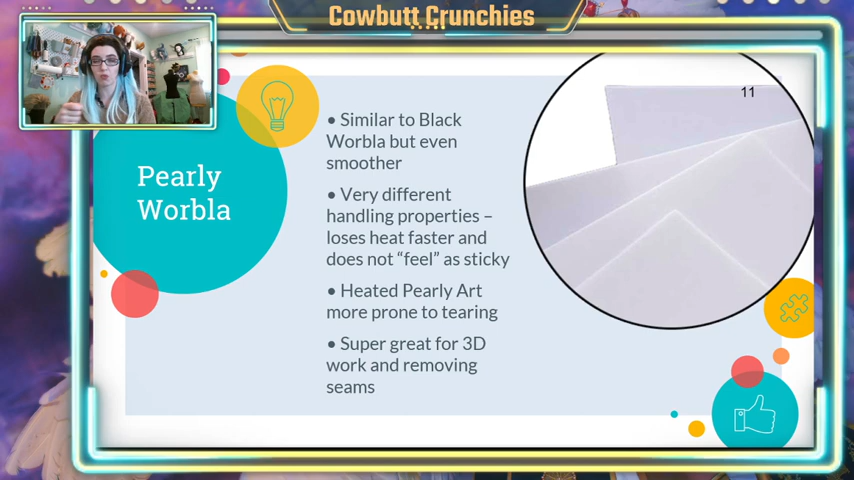 Cowbutt Crunchies
Pearly
Worbla
• Similar to Black
Worbla but even
smoother
• Very different
handling properties –
loses heat faster and
does not “feel” as sticky
• Heated Pearly Art
more prone to tearing
• Super great for 3D
work and removing
seams
11